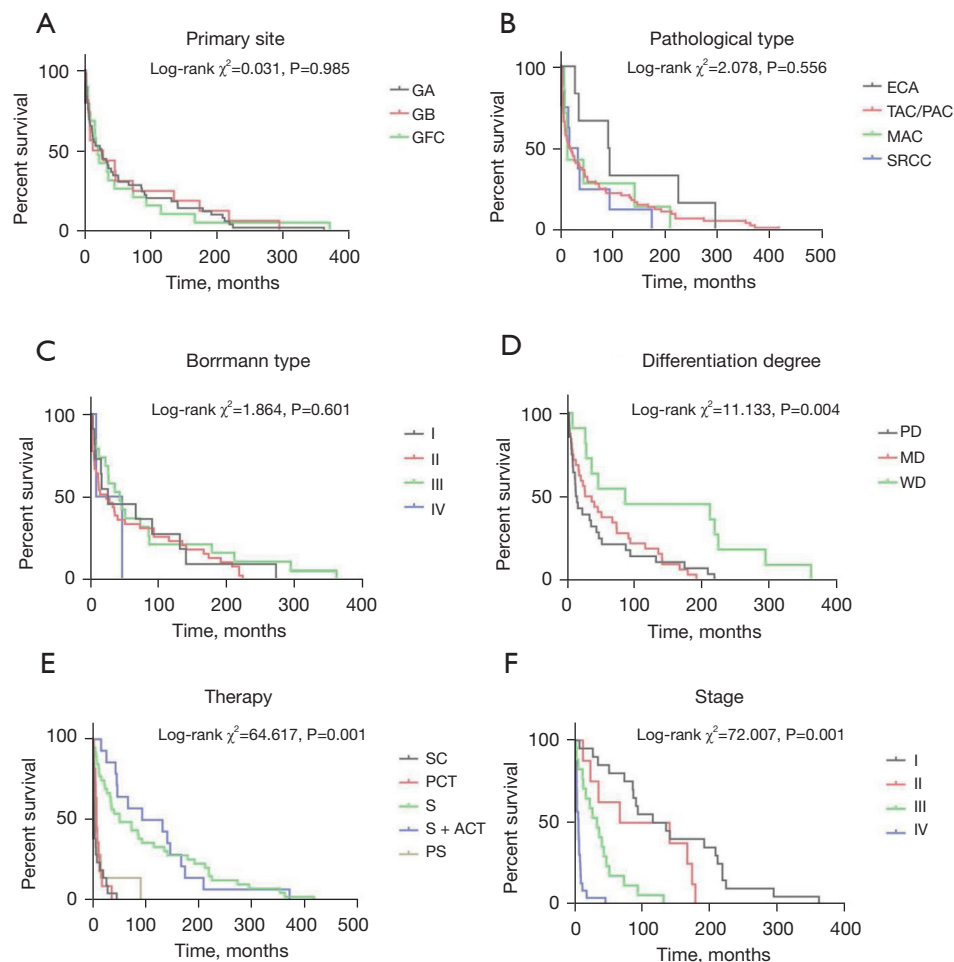 A
Primary site
Log-rank χ²=0.031, P=0.985
Percent survival
100
50
0
0 100 200 300 400
Time, months
GA
GB
GFC
B
Pathological type
Log-rank χ²=2.078, P=0.556
Percent survival
100
50
0
0 100 200 300 400 500
Time, months
ECA
TAC/PAC
MAC
SRCC
C
Borrmann type
Log-rank χ²=1.864, P=0.601
Percent survival
100
50
0
0 100 200 300 400
Time, months
I
II
III
IV
D
Differentiation degree
Log-rank χ²=11.133, P=0.004
Percent survival
100
50
0
0 100 200 300 400
Time, months
PD
MD
WD
E
Therapy
Log-rank χ²=64.617, P=0.001
Percent survival
100
50
0
0 100 200 300 400 500
Time, months
SC
PCT
S
S + ACT
PS
F
Stage
Log-rank χ²=72.007, P=0.001
Percent survival
100
50
0
0 100 200 300 400
Time, months
I
II
III
IV